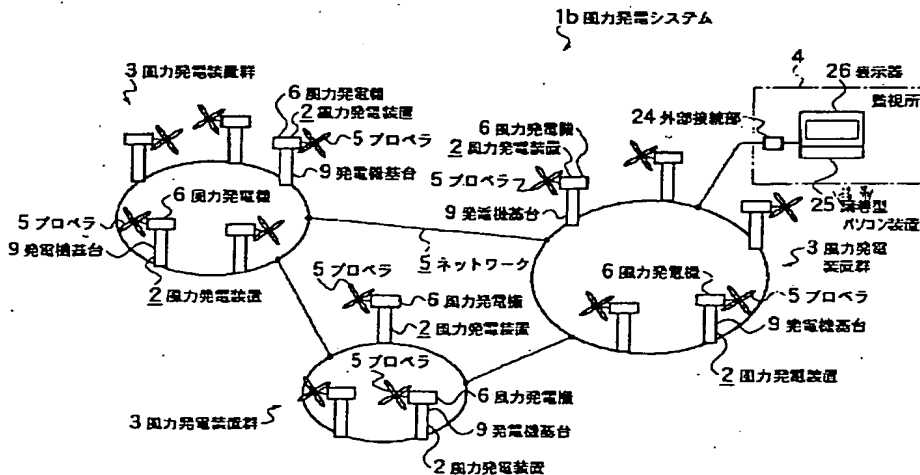 1b 風力発電システム
3 風力発電装置群
6 風力発電機
2 風力発電装置
5 プロペラ
9 発電機基台
6 風力発電機
5 プロペラ
9 発電機基台
2 風力発電装置
4
26 表示器
監視所
24 外部接続部
25
パソコン装置
6 風力発電機
2 風力発電装置
5 プロペラ
9 発電機基台
5 ネットワーク
3 風力発電
装置群
6 風力発電機
5 プロペラ
9 発電機基台
2 風力発電装置
5 プロペラ
6 風力発電機
2 風力発電装置
5 プロペラ
6 風力発電機
9 発電機基台
2 風力発電装置
3 風力発電装置群